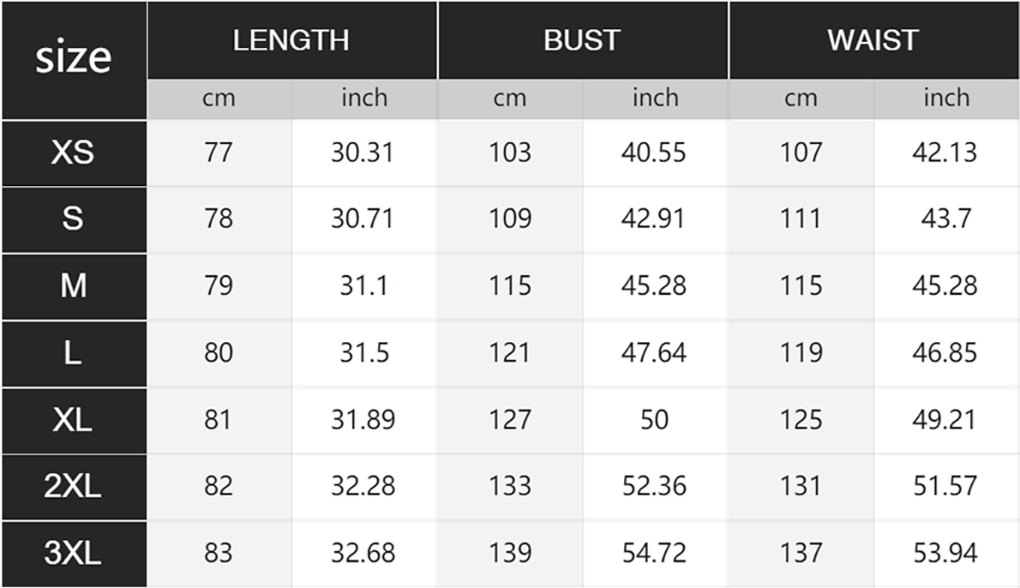 size LENGTH BUST WAIST
cm inch cm inch cm inch
XS 77 30.31 103 40.55 107 42.13
S 78 30.71 109 42.91 111 43.7
M 79 31.1 115 45.28 115 45.28
L 80 31.5 121 47.64 119 46.85
XL 81 31.89 127 50 125 49.21
2XL 82 32.28 133 52.36 131 51.57
3XL 83 32.68 139 54.72 137 53.94